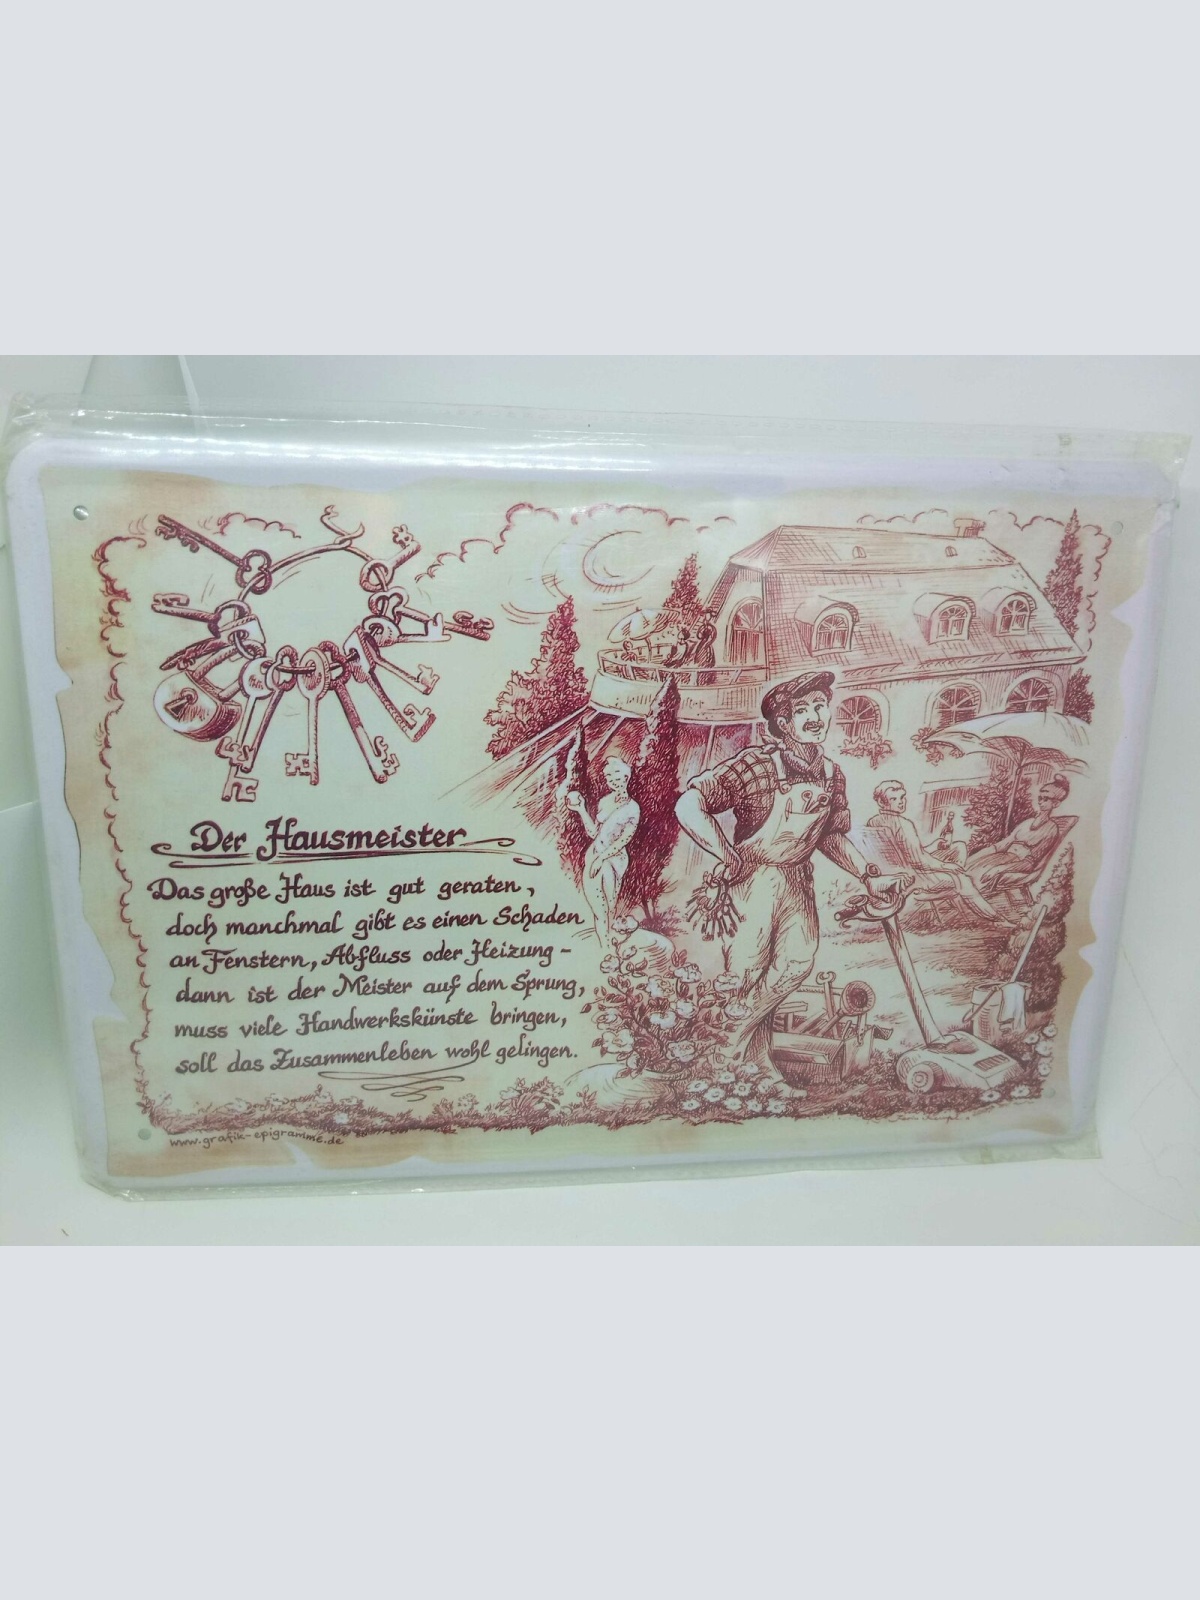 Der Hausmeister
Das große Haus ist gut geraten,
doch manchmal gibt es einen Schaden
an Fenstern, Abfluss oder Heizung –
dann ist der Meister auf dem Sprung,
muss viele Handwerkskünste bringen,
soll das Zusammenleben wohl gelingen.
www.grafik-epigramme.de